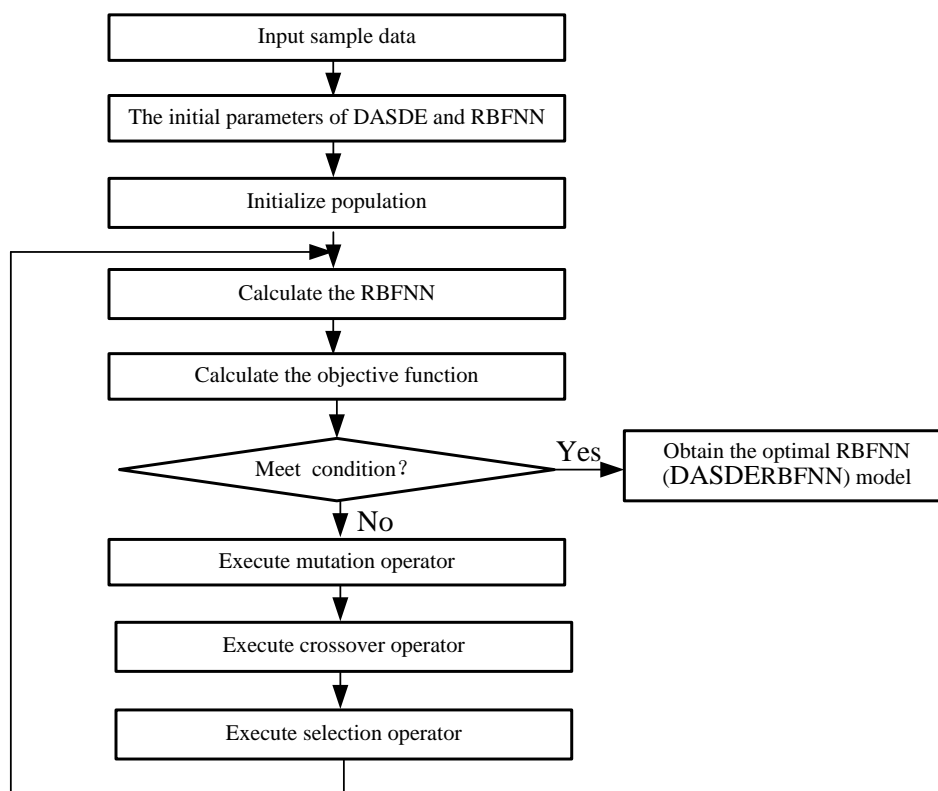 Input sample data
The initial parameters of DASDE and RBFNN
Initialize population
Calculate the RBFNN
Calculate the objective function
Meet condition？
Yes
Obtain the optimal RBFNN
(DASDERBFNN) model
No
Execute mutation operator
Execute crossover operator
Execute selection operator